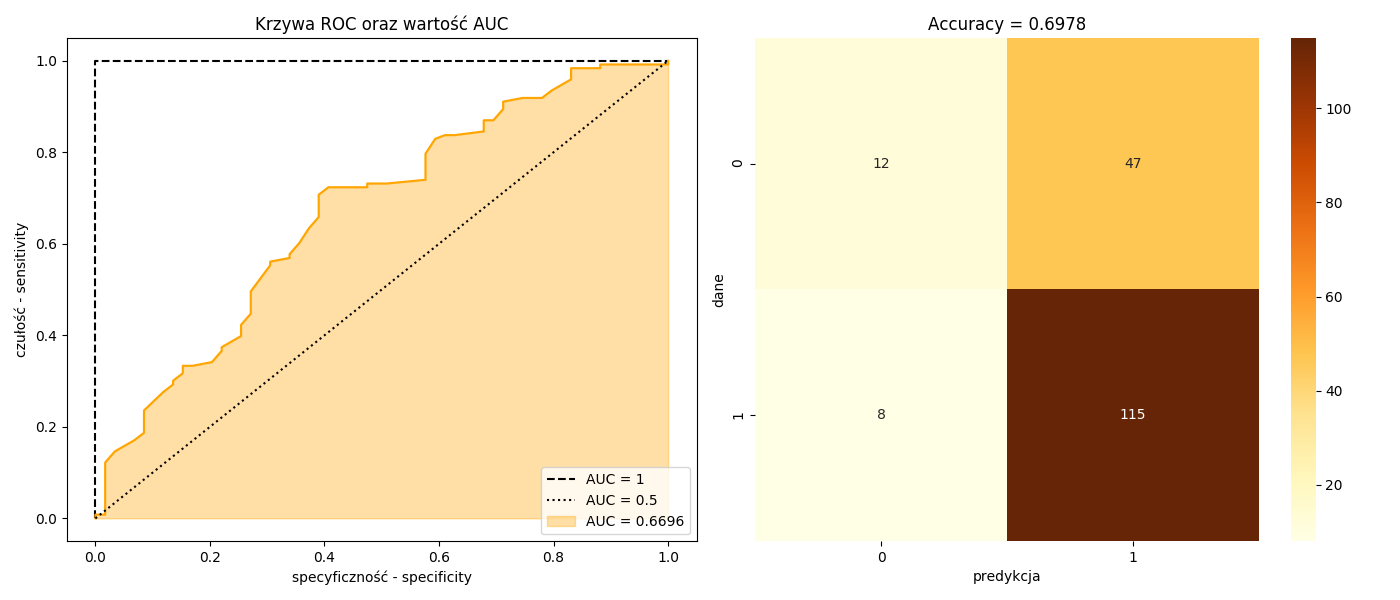 Krzywa ROC oraz wartość AUC
1.0
0.8
0.6
0.4
0.2
0.0
czułość - sensitivity
0.0 0.2 0.4 0.6 0.8 1.0
specyficzność - specificity
AUC = 1
AUC = 0.5
AUC = 0.6696
Accuracy = 0.6978
0
1
dane
12 47
8 115
0 1
predykcja
100
80
60
40
20